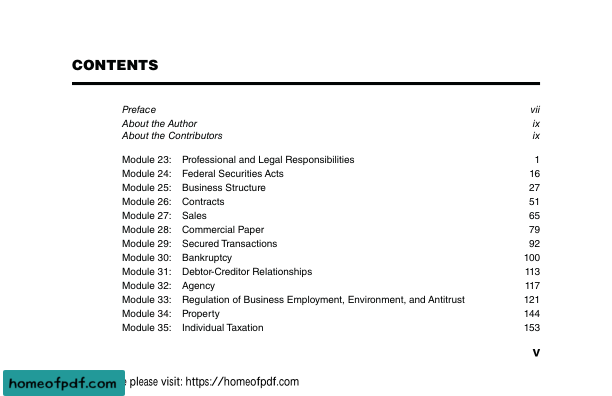 CONTENTS
Preface vii
About the Author ix
About the Contributors ix
Module 23: Professional and Legal Responsibilities 1
Module 24: Federal Securities Acts 16
Module 25: Business Structure 27
Module 26: Contracts 51
Module 27: Sales 65
Module 28: Commercial Paper 79
Module 29: Secured Transactions 92
Module 30: Bankruptcy 100
Module 31: Debtor-Creditor Relationships 113
Module 32: Agency 117
Module 33: Regulation of Business Employment, Environment, and Antitrust 121
Module 34: Property 144
Module 35: Individual Taxation 153
v
homeofpdf.com please visit: https://homeofpdf.com